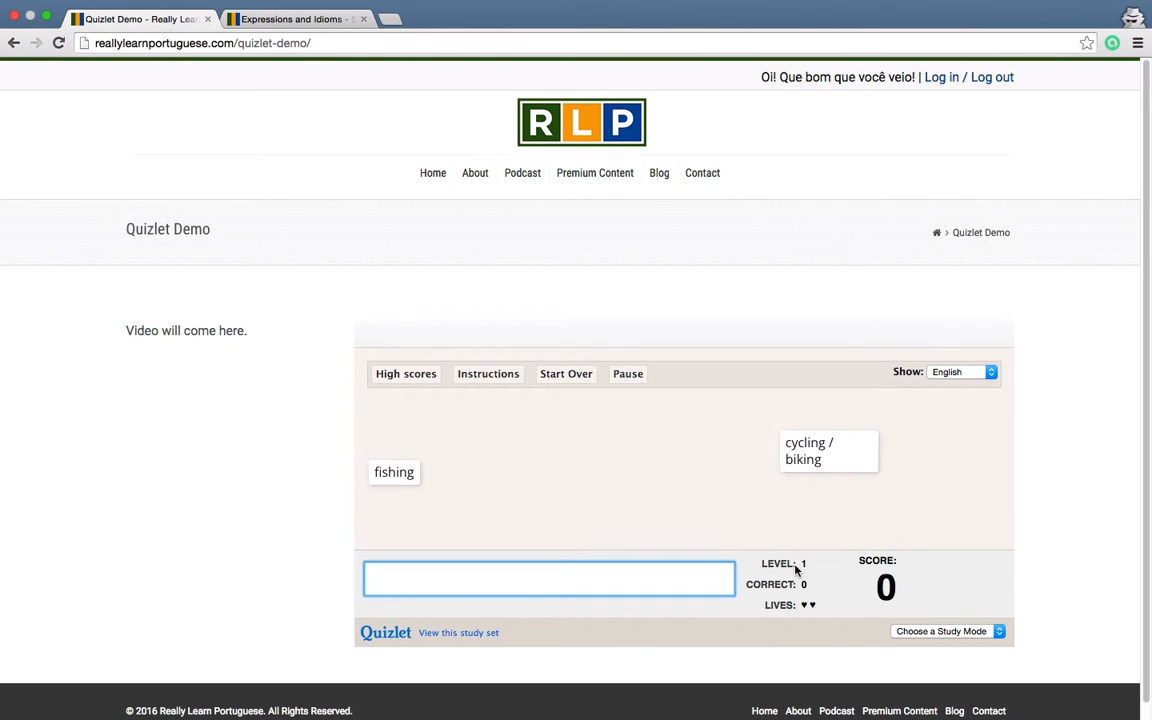 Quizlet Demo - Really Lear
Expressions and Idioms - S
reallylearnportuguese.com/quizlet-demo/
Oi! Que bom que você veio! | Log in / Log out
RLP
Home About Podcast Premium Content Blog Contact
Quizlet Demo
› Quizlet Demo
Video will come here.
High scores Instructions Start Over Pause Show: English
cycling /
biking
fishing
LEVEL: 1
CORRECT: 0
LIVES: ♥♥
SCORE:
0
Quizlet View this study set Choose a Study Mode
© 2016 Really Learn Portuguese. All Rights Reserved. Home About Podcast Premium Content Blog Contact